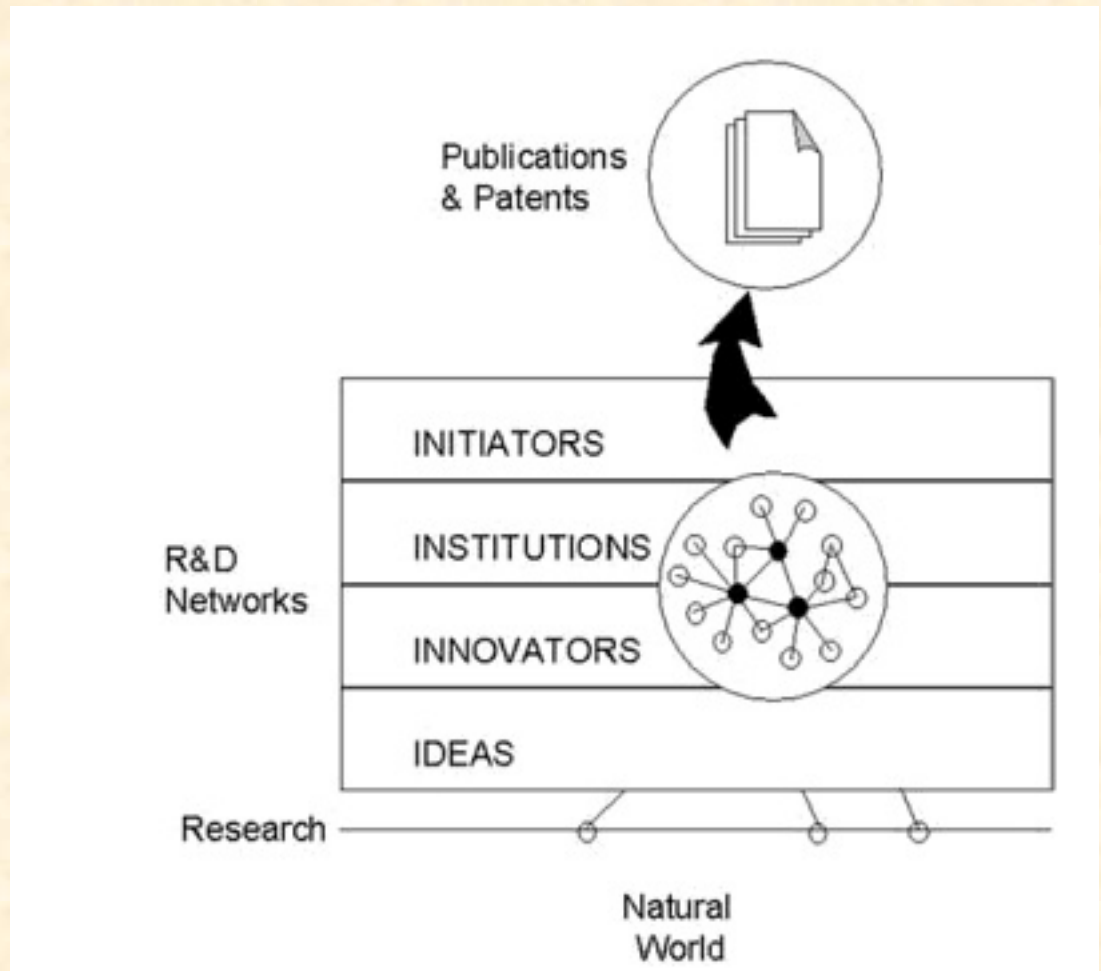 Publications
& Patents
INITIATORS
INSTITUTIONS
R&D
Networks
INNOVATORS
IDEAS
Research
Natural
World